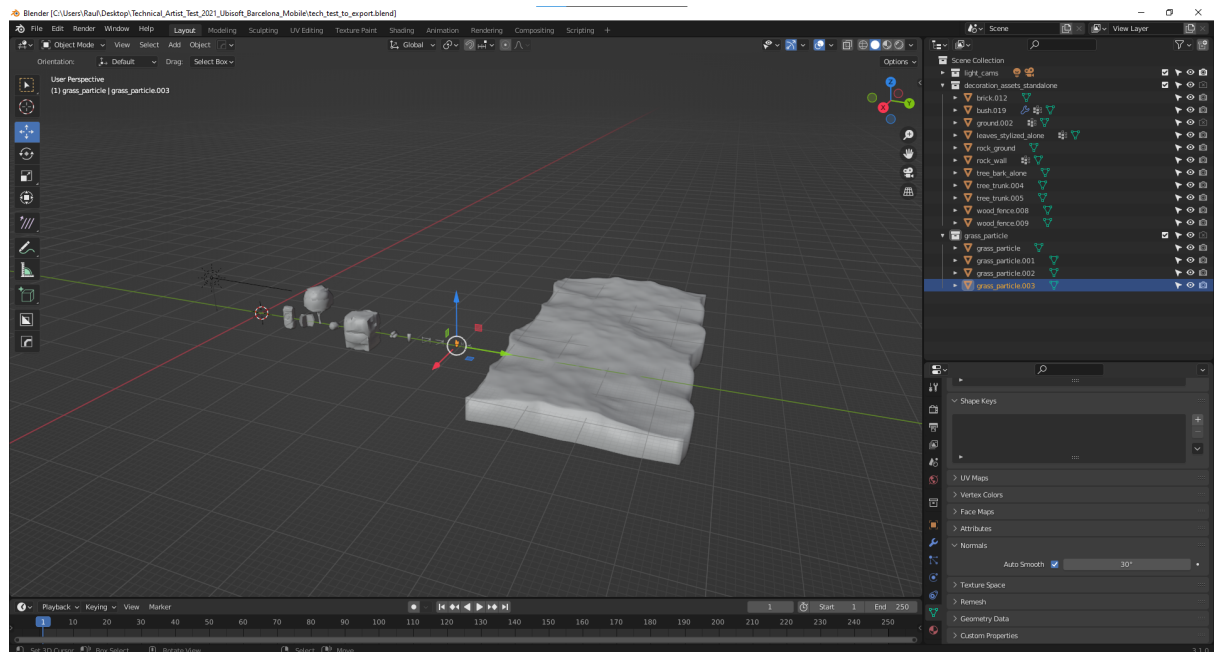 Blender [C:\Users\Raul\Desktop\Technical_Artist_Test_2021_Ubisoft_Barcelona_Mobile\tech_test_to_export.blend]
File Edit Render Window Help Layout Modeling Sculpting UV Editing Texture Paint Shading Animation Rendering Compositing Scripting + Scene View Layer
Object Mode View Select Add Object Global
Orientation: Default Drag: Select Box Options
User Perspective
(1) grass_particle | grass_particle.003
Z
Y
X
Scene Collection
light_cams
decoration_assets_standalone
brick.012
bush.019
ground.002
leaves_stylized_alone
rock_ground
rock_wall
tree_bark_alone
tree_trunk.004
tree_trunk.005
wood_fence.008
wood_fence.009
grass_particle
grass_particle
grass_particle.001
grass_particle.002
grass_particle.003
Shape Keys
UV Maps
Vertex Colors
Face Maps
Attributes
Normals
Auto Smooth 30°
Texture Space
Remesh
Geometry Data
Custom Properties
Playback Keying View Marker 1 Start 1 End 250
1 10 20 30 40 50 60 70 80 90 100 110 120 130 140 150 160 170 180 190 200 210 220 230 240 250
Set 3D Cursor Box Select Rotate View Select Move 3.1.0